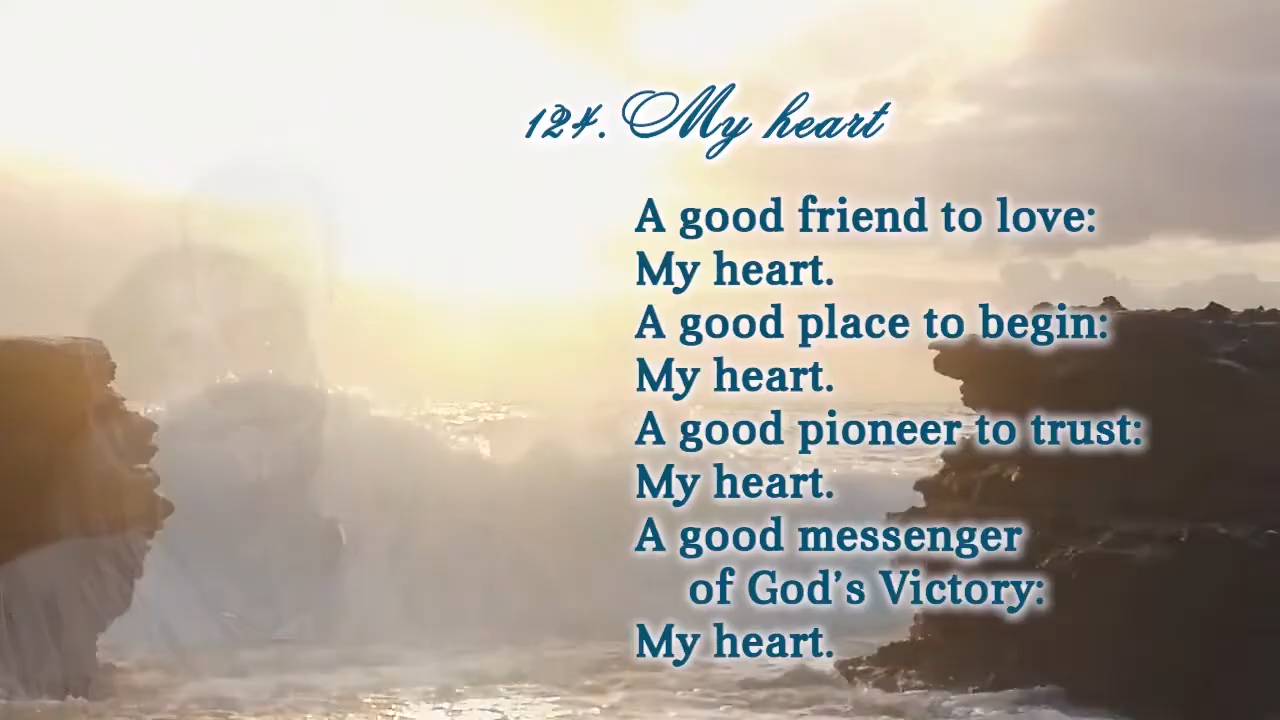 124. My heart
A good friend to love:
My heart.
A good place to begin:
My heart.
A good pioneer to trust:
My heart.
A good messenger
of God’s Victory:
My heart.